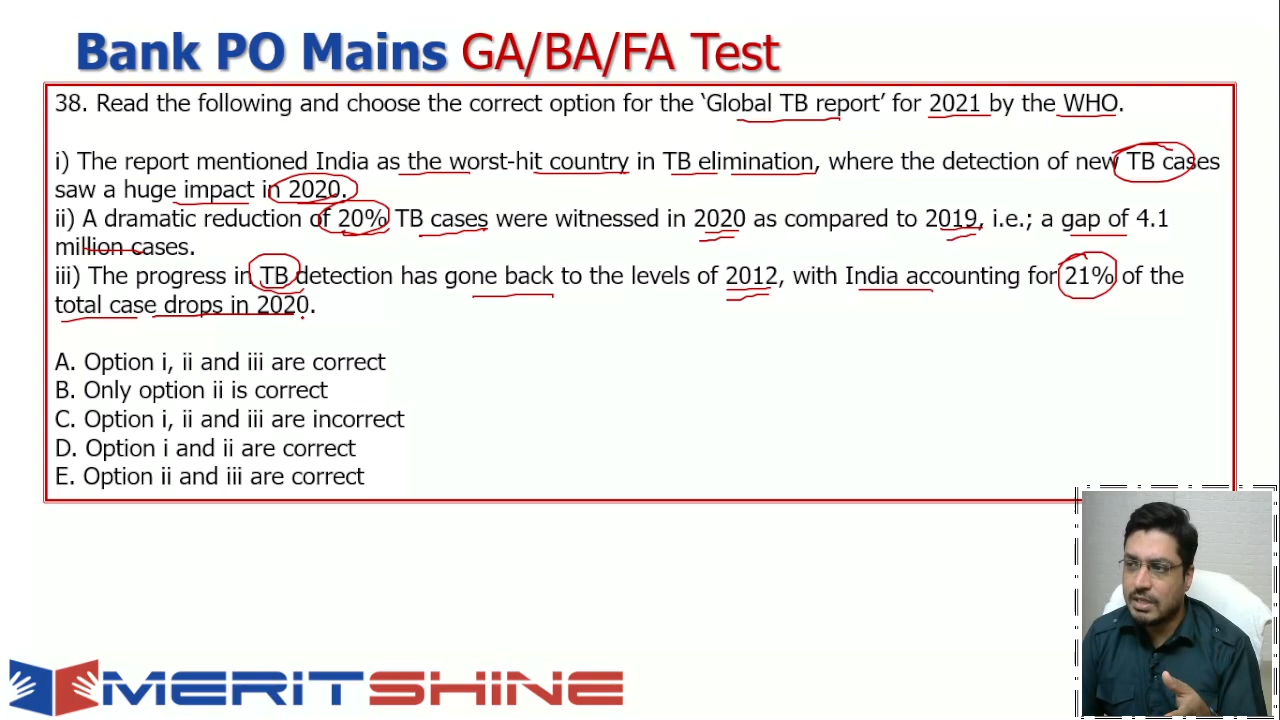 Bank PO Mains GA/BA/FA Test
38. Read the following and choose the correct option for the ‘Global TB report’ for 2021 by the WHO.
i) The report mentioned India as the worst-hit country in TB elimination, where the detection of new TB cases
saw a huge impact in 2020.
ii) A dramatic reduction of 20% TB cases were witnessed in 2020 as compared to 2019, i.e.; a gap of 4.1
million cases.
iii) The progress in TB detection has gone back to the levels of 2012, with India accounting for 21% of the
total case drops in 2020.
A. Option i, ii and iii are correct
B. Only option ii is correct
C. Option i, ii and iii are incorrect
D. Option i and ii are correct
E. Option ii and iii are correct
MERITSHINE